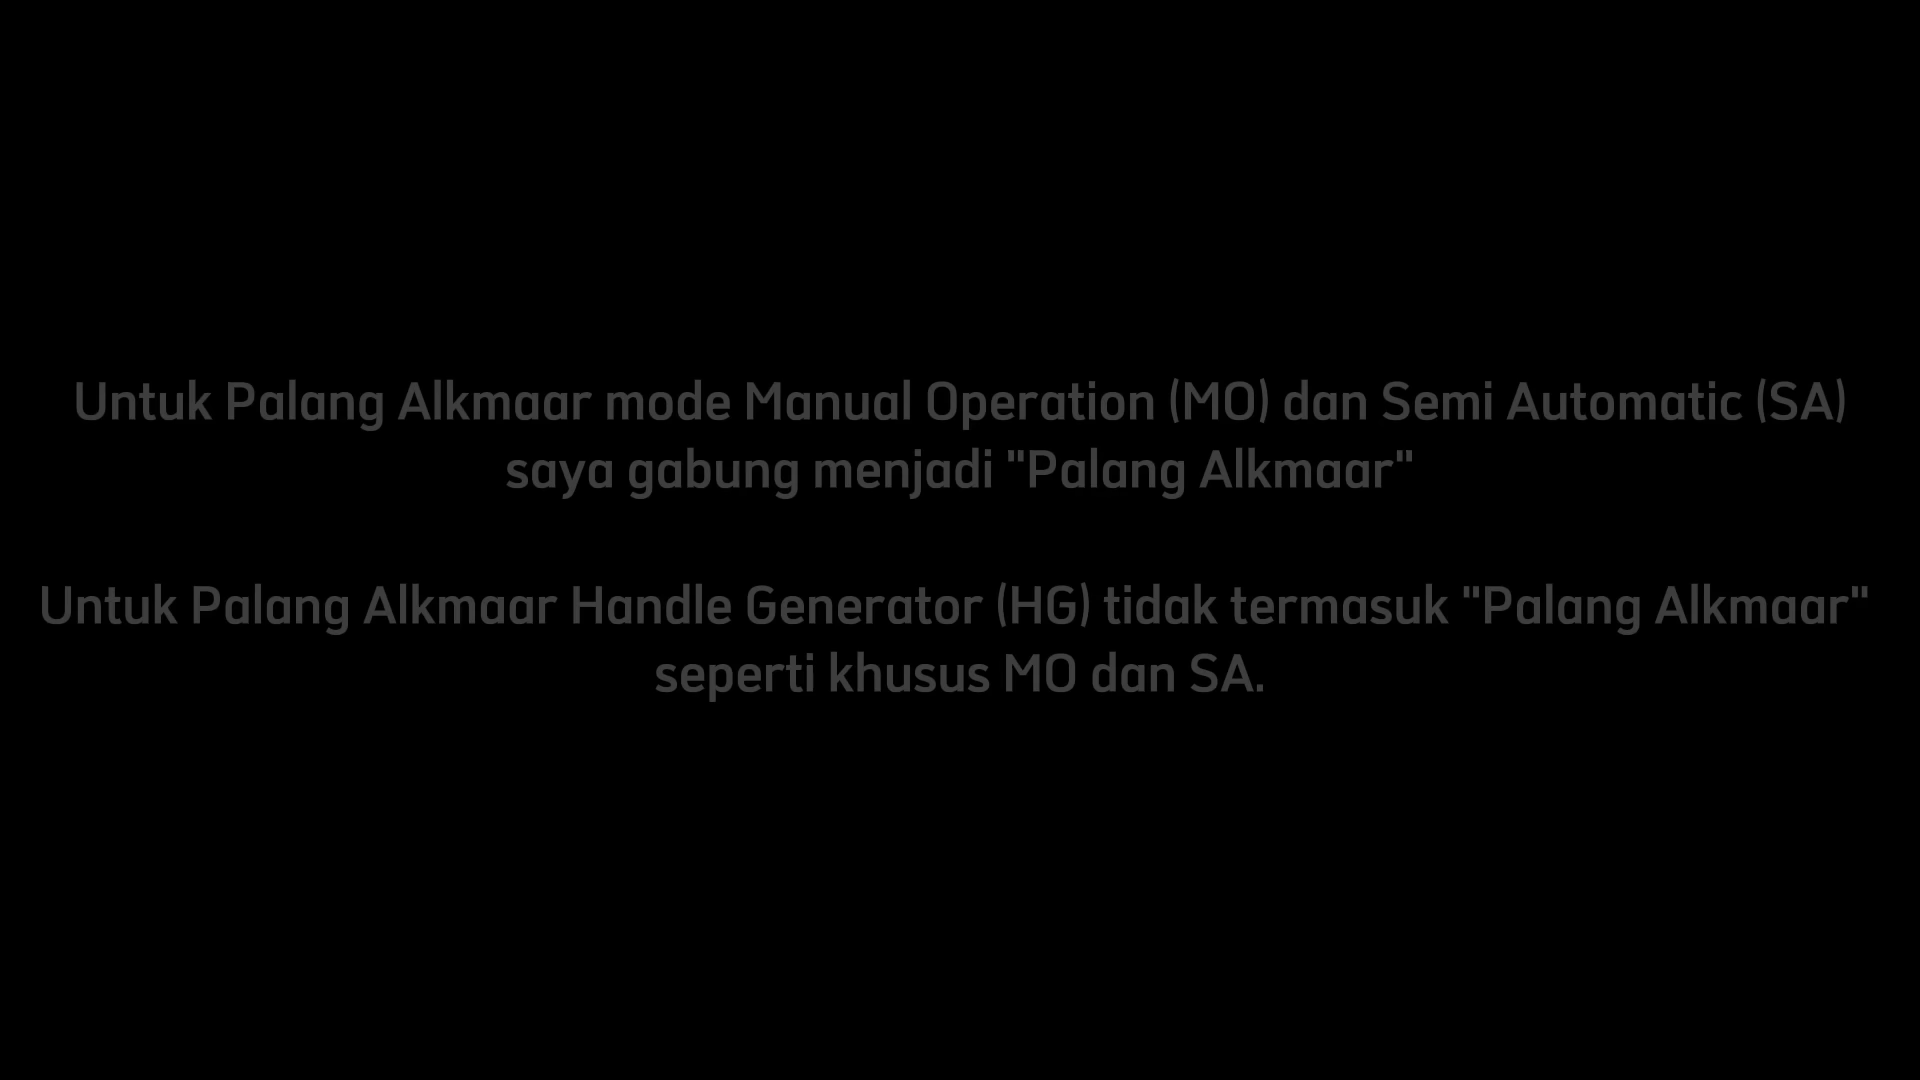 Untuk Palang Alkmaar mode Manual Operation (MO) dan Semi Automatic (SA)
saya gabung menjadi "Palang Alkmaar"
Untuk Palang Alkmaar Handle Generator (HG) tidak termasuk "Palang Alkmaar"
seperti khusus MO dan SA.